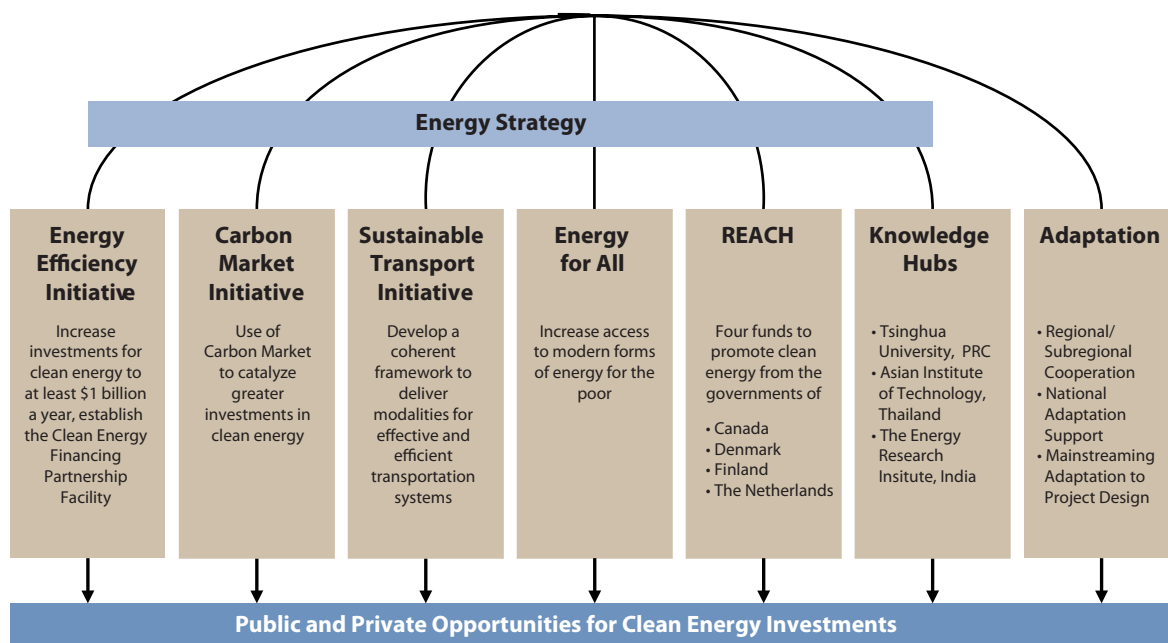 Energy Strategy
Energy
Efficiency
Initiative
Increase
investments for
clean energy to
at least $1 billion
a year, establish
the Clean Energy
Financing
Partnership
Facility
Carbon
Market
Initiative
Use of
Carbon Market
to catalyze
greater
investments in
clean energy
Sustainable
Transport
Initiative
Develop a
coherent
framework to
deliver
modalities for
effective and
efficient
transportation
systems
Energy
for All
Increase access
to modern forms
of energy for the
poor
REACH
Four funds to
promote clean
energy from the
governments of
• Canada
• Denmark
• Finland
• The Netherlands
Knowledge
Hubs
• Tsinghua
University, PRC
• Asian Institute
of Technology,
Thailand
• The Energy
Research
Insitute, India
Adaptation
• Regional/
Subregional
Cooperation
• National
Adaptation
Support
• Mainstreaming
Adaptation to
Project Design
Public and Private Opportunities for Clean Energy Investments